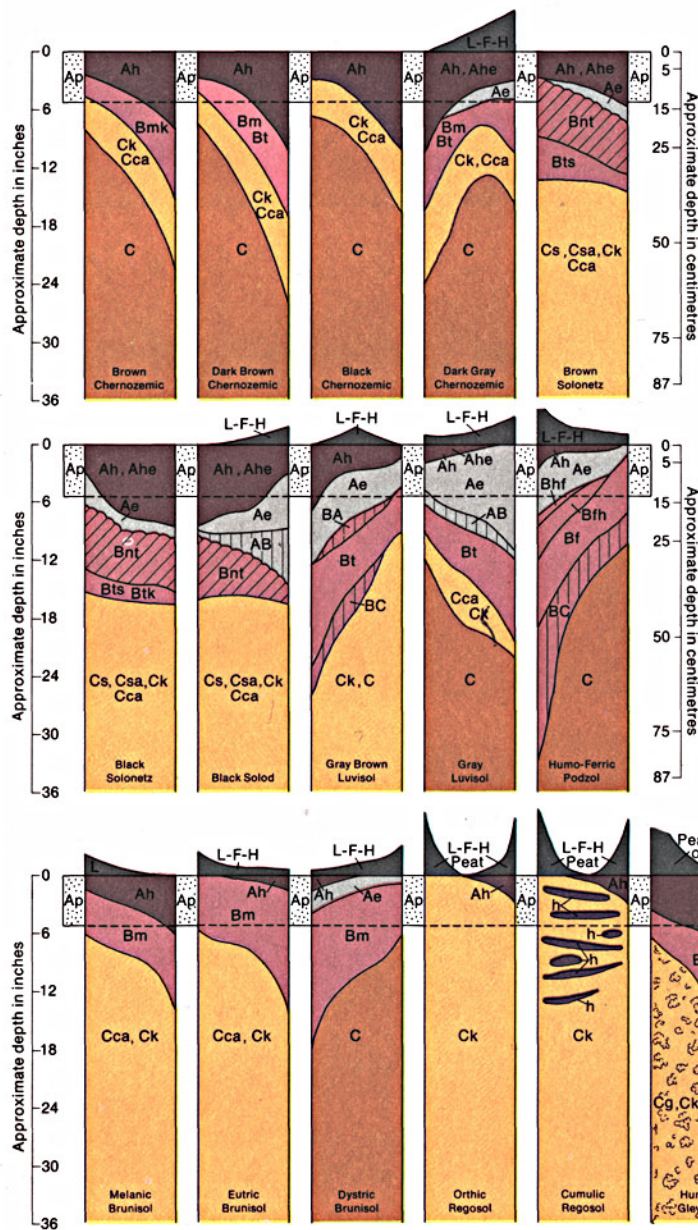 L-F-H
Approximate depth in inches
0
6
12
18
24
30
36
Ap
Ah
Bmk
Ck
Cca
C
Brown
Chernozemic
Ap
Ah
Bm
Bt
Ck
Cca
C
Dark Brown
Chernozemic
Ap
Ah
Ck
Cca
C
Black
Chernozemic
Ap
Ah, Ahe
Ae
Bm
Bt
Ck, Cca
C
Dark Gray
Chernozemic
Ap
Ah, Ahe
Ae
Bnt
Bts
Cs, Csa, Ck
Cca
Brown
Solonetz
0
5
15
25
50
75
87
Approximate depth in centimetres
Approximate depth in inches
0
6
12
18
24
30
36
Ap
Ah, Ahe
Ae
Bnt
Bts Btk
Cs, Csa, Ck
Cca
Black
Solonetz
Ap
L-F-H
Ah, Ahe
Ae
AB
Bnt
Cs, Csa, Ck
Cca
Black Solod
Ap
L-F-H
Ah
Ae
BA
Bt
BC
Ck, C
Gray Brown
Luvisol
Ap
L-F-H
Ah Ahe
Ae
AB
Bt
Cca
Ck
C
Gray
Luvisol
Ap
L-F-H
Ah
Ae
Bhf
Bfh
Bf
BC
C
Humo-Ferric
Podzol
0
5
15
25
50
75
87
Approximate depth in centimetres
Approximate depth in inches
0
6
12
18
24
30
36
Ap
L
Ah
Bm
Cca, Ck
Melanic
Brunisol
Ap
L-F-H
Ah
Bm
Cca, Ck
Eutric
Brunisol
Ap
L-F-H
Ah
Ae
Bm
C
Dystric
Brunisol
Ap
L-F-H
Peat
Ah
Ck
Orthic
Regosol
Ap
L-F-H
Peat
Ah
h
h
h
h
Ck
Cumulic
Regosol
Ap
Pea
o
B
Cg, Ck
Hum
Gle